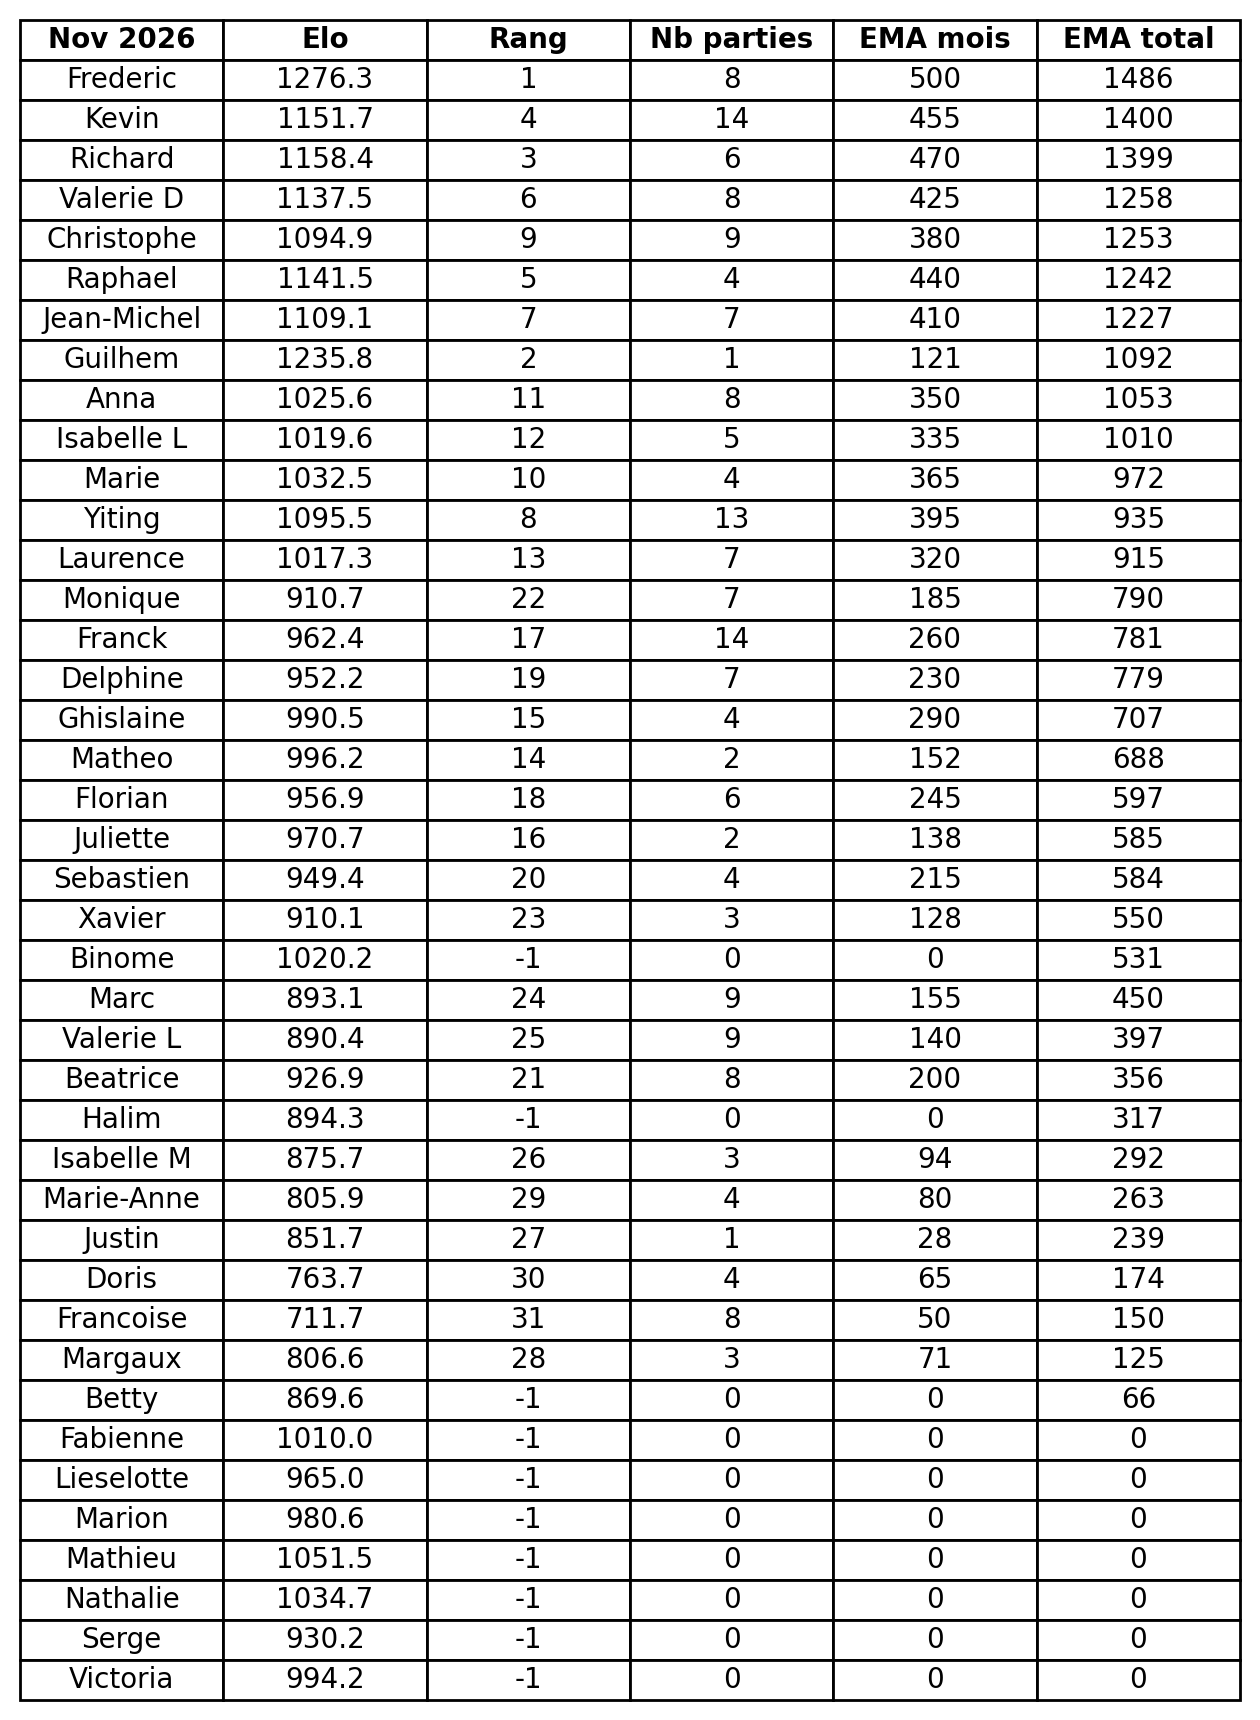 Nov 2026 Elo Rang Nb parties EMA mois EMA total
Frederic 1276.3 1 8 500 1486
Kevin 1151.7 4 14 455 1400
Richard 1158.4 3 6 470 1399
Valerie D 1137.5 6 8 425 1258
Christophe 1094.9 9 9 380 1253
Raphael 1141.5 5 4 440 1242
Jean-Michel 1109.1 7 7 410 1227
Guilhem 1235.8 2 1 121 1092
Anna 1025.6 11 8 350 1053
Isabelle L 1019.6 12 5 335 1010
Marie 1032.5 10 4 365 972
Yiting 1095.5 8 13 395 935
Laurence 1017.3 13 7 320 915
Monique 910.7 22 7 185 790
Franck 962.4 17 14 260 781
Delphine 952.2 19 7 230 779
Ghislaine 990.5 15 4 290 707
Matheo 996.2 14 2 152 688
Florian 956.9 18 6 245 597
Juliette 970.7 16 2 138 585
Sebastien 949.4 20 4 215 584
Xavier 910.1 23 3 128 550
Binome 1020.2 -1 0 0 531
Marc 893.1 24 9 155 450
Valerie L 890.4 25 9 140 397
Beatrice 926.9 21 8 200 356
Halim 894.3 -1 0 0 317
Isabelle M 875.7 26 3 94 292
Marie-Anne 805.9 29 4 80 263
Justin 851.7 27 1 28 239
Doris 763.7 30 4 65 174
Francoise 711.7 31 8 50 150
Margaux 806.6 28 3 71 125
Betty 869.6 -1 0 0 66
Fabienne 1010.0 -1 0 0 0
Lieselotte 965.0 -1 0 0 0
Marion 980.6 -1 0 0 0
Mathieu 1051.5 -1 0 0 0
Nathalie 1034.7 -1 0 0 0
Serge 930.2 -1 0 0 0
Victoria 994.2 -1 0 0 0